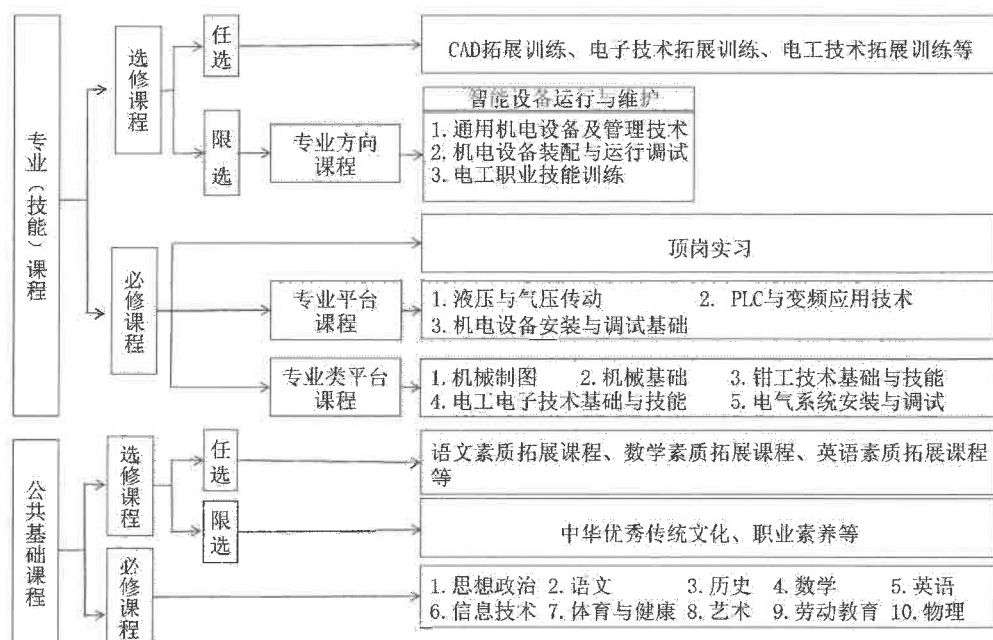 专业（技能）课程
选修课程
任选
CAD拓展训练、电子技术拓展训练、电工技术拓展训练等
限选
专业方向
课程
智能设备运行与维护
1.通用机电设备及管理技术
2.机电设备装配与运行调试
3.电工职业技能训练
必修课程
顶岗实习
专业平台
课程
1.液压与气压传动 2. PLC与变频应用技术
3.机电设备安装与调试基础
专业类平台
课程
1.机械制图 2.机械基础 3.钳工技术基础与技能
4.电工电子技术基础与技能 5.电气系统安装与调试
公共基础课程
选修课程
任选
语文素质拓展课程、数学素质拓展课程、英语素质拓展课程
等
限选
中华优秀传统文化、职业素养等
必修课程
1.思想政治 2.语文 3.历史 4.数学 5.英语
6.信息技术 7.体育与健康 8.艺术 9.劳动教育 10.物理